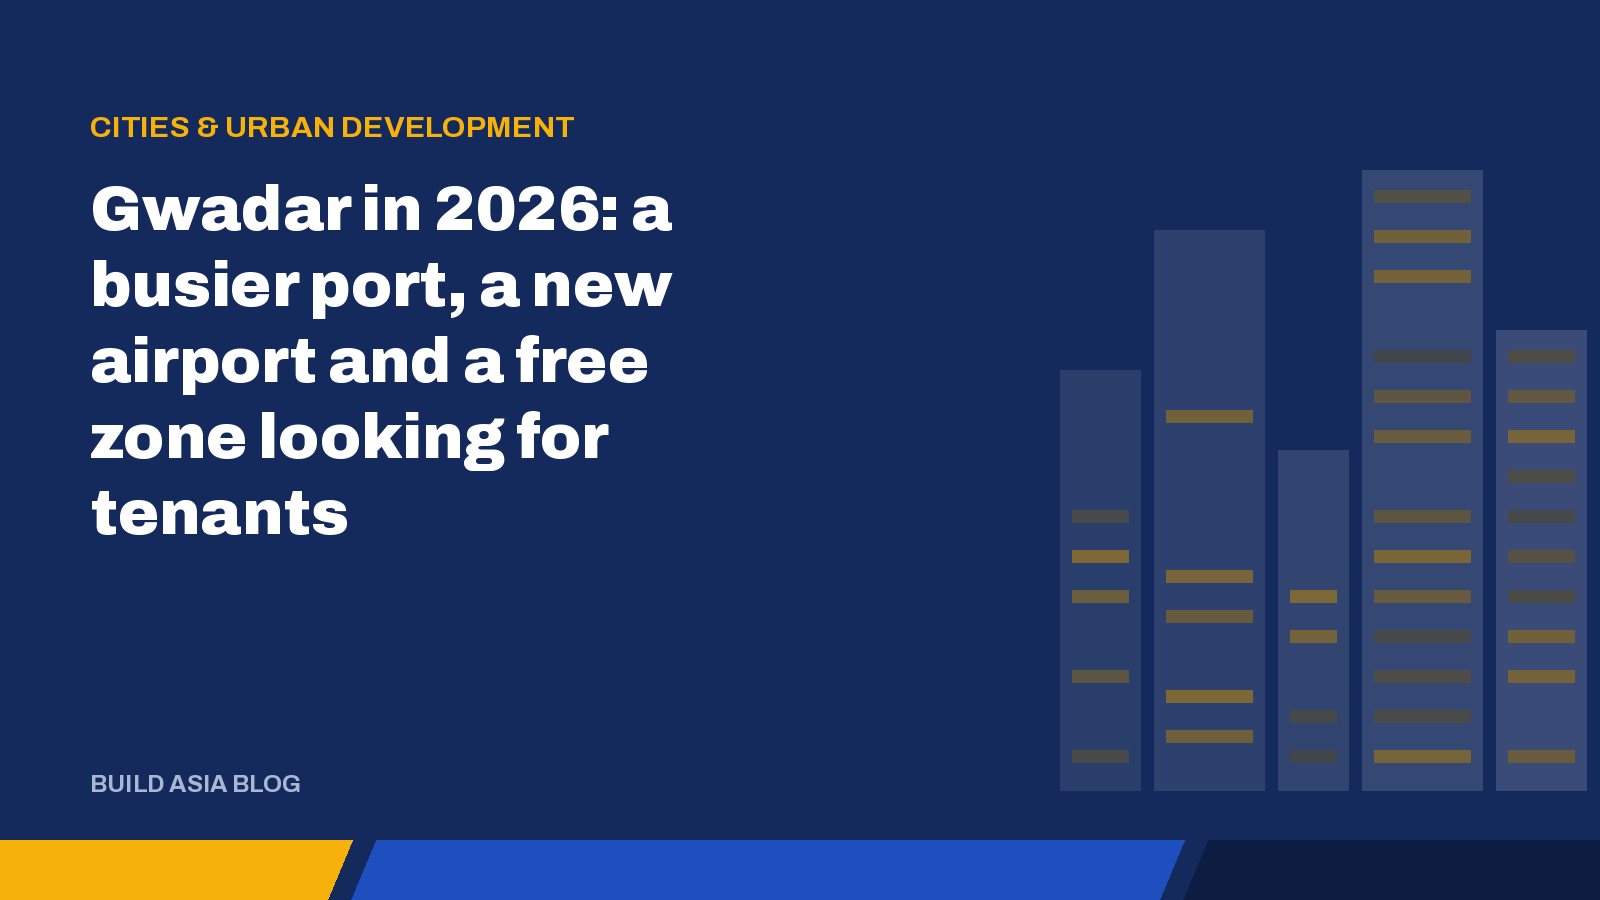 CITIES & URBAN DEVELOPMENT
Gwadar in 2026: a
busier port, a new
airport and a free
zone looking for
tenants
BUILD ASIA BLOG